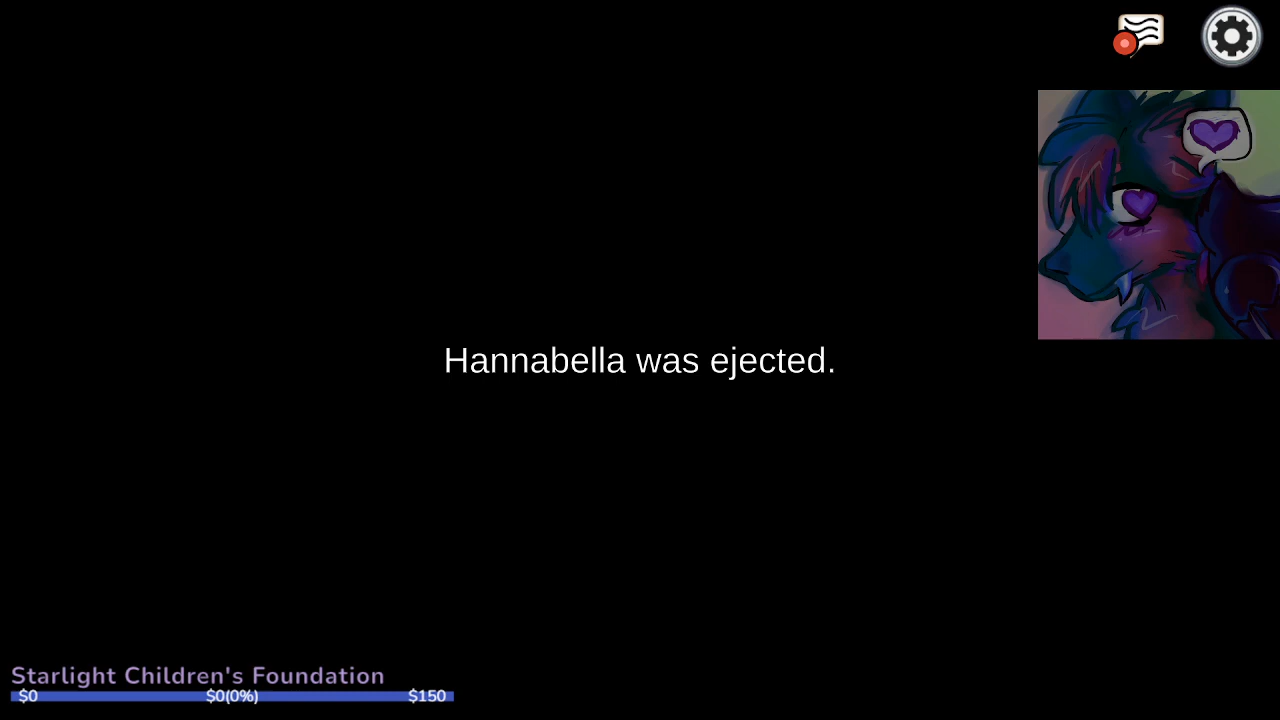 Hannabella was ejected.
Starlight Children's Foundation
$0 $0(0%) $150